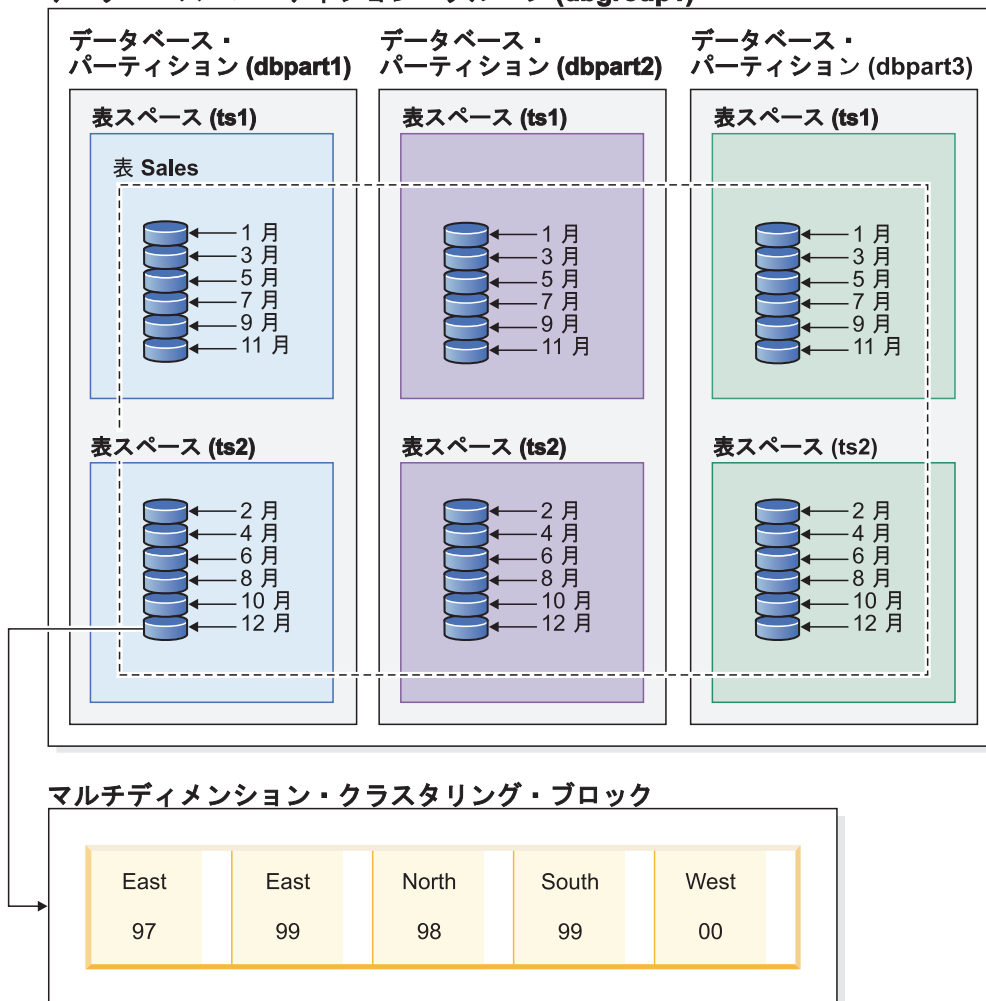 (dbgroup1)
データベース・
パーティション (dbpart1)
表スペース (ts1)
表 Sales
1 月
3 月
5 月
7 月
9 月
11 月
表スペース (ts2)
2 月
4 月
6 月
8 月
10 月
12 月
データベース・
パーティション (dbpart2)
表スペース (ts1)
1 月
3 月
5 月
7 月
9 月
11 月
表スペース (ts2)
2 月
4 月
6 月
8 月
10 月
12 月
データベース・
パーティション (dbpart3)
表スペース (ts1)
1 月
3 月
5 月
7 月
9 月
11 月
表スペース (ts2)
2 月
4 月
6 月
8 月
10 月
12 月
マルチディメンション・クラスタリング・ブロック
East
97
East
99
North
98
South
99
West
00